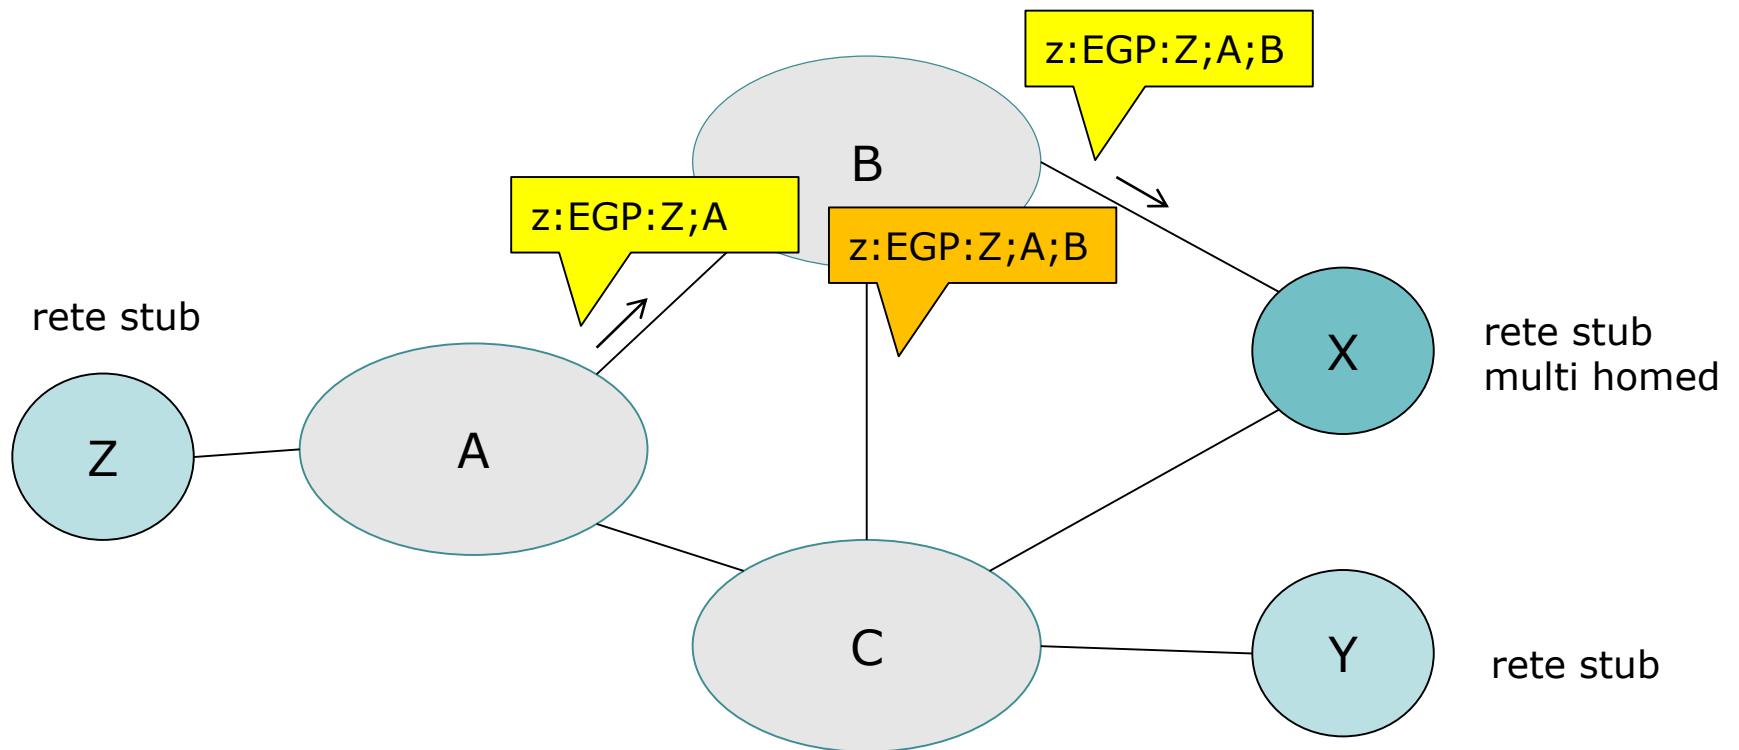 z:EGP:Z;A;B
B
z:EGP:Z;A
z:EGP:Z;A;B
rete stub
X
rete stub
multi homed
Z
A
C
Y
rete stub